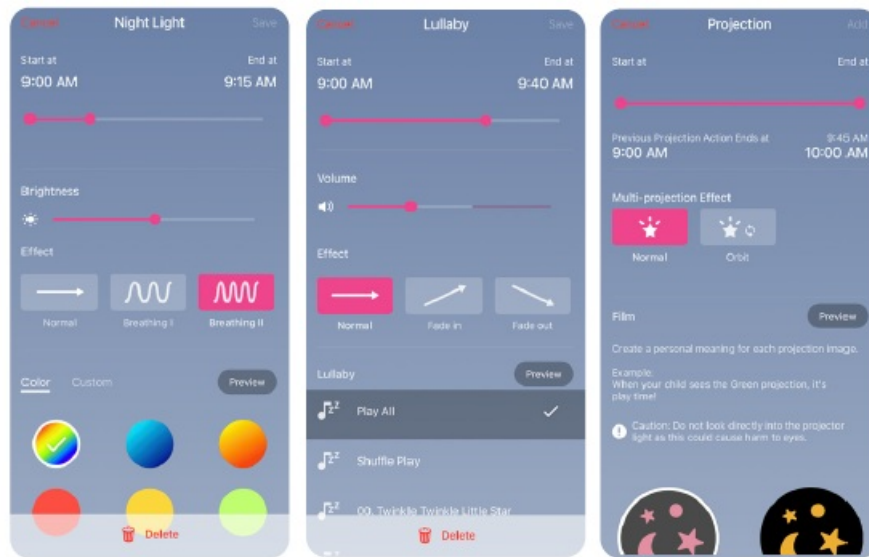 Cancel Night Light Save
Start at End at
9:00 AM 9:15 AM
Brightness
Effect
Normal Breathing I Breathing II
Color Custom Preview
Delete
Cancel Lullaby Save
Start at End at
9:00 AM 9:40 AM
Volume
Effect
Normal Fade in Fade out
Lullaby Preview
Play All
Shuffle Play
00. Twinkle Twinkle Little Star
Delete
Cancel Projection Add
Start at End at
Previous Projection Action Ends at 9:45 AM
9:00 AM 10:00 AM
Multi-projection Effect
Normal Orbit
Film Preview
Create a personal meaning for each projection image.
Example:
When your child sees the Green projection, it's
play time!
Caution: Do not look directly into the projector
light as this could cause harm to eyes.